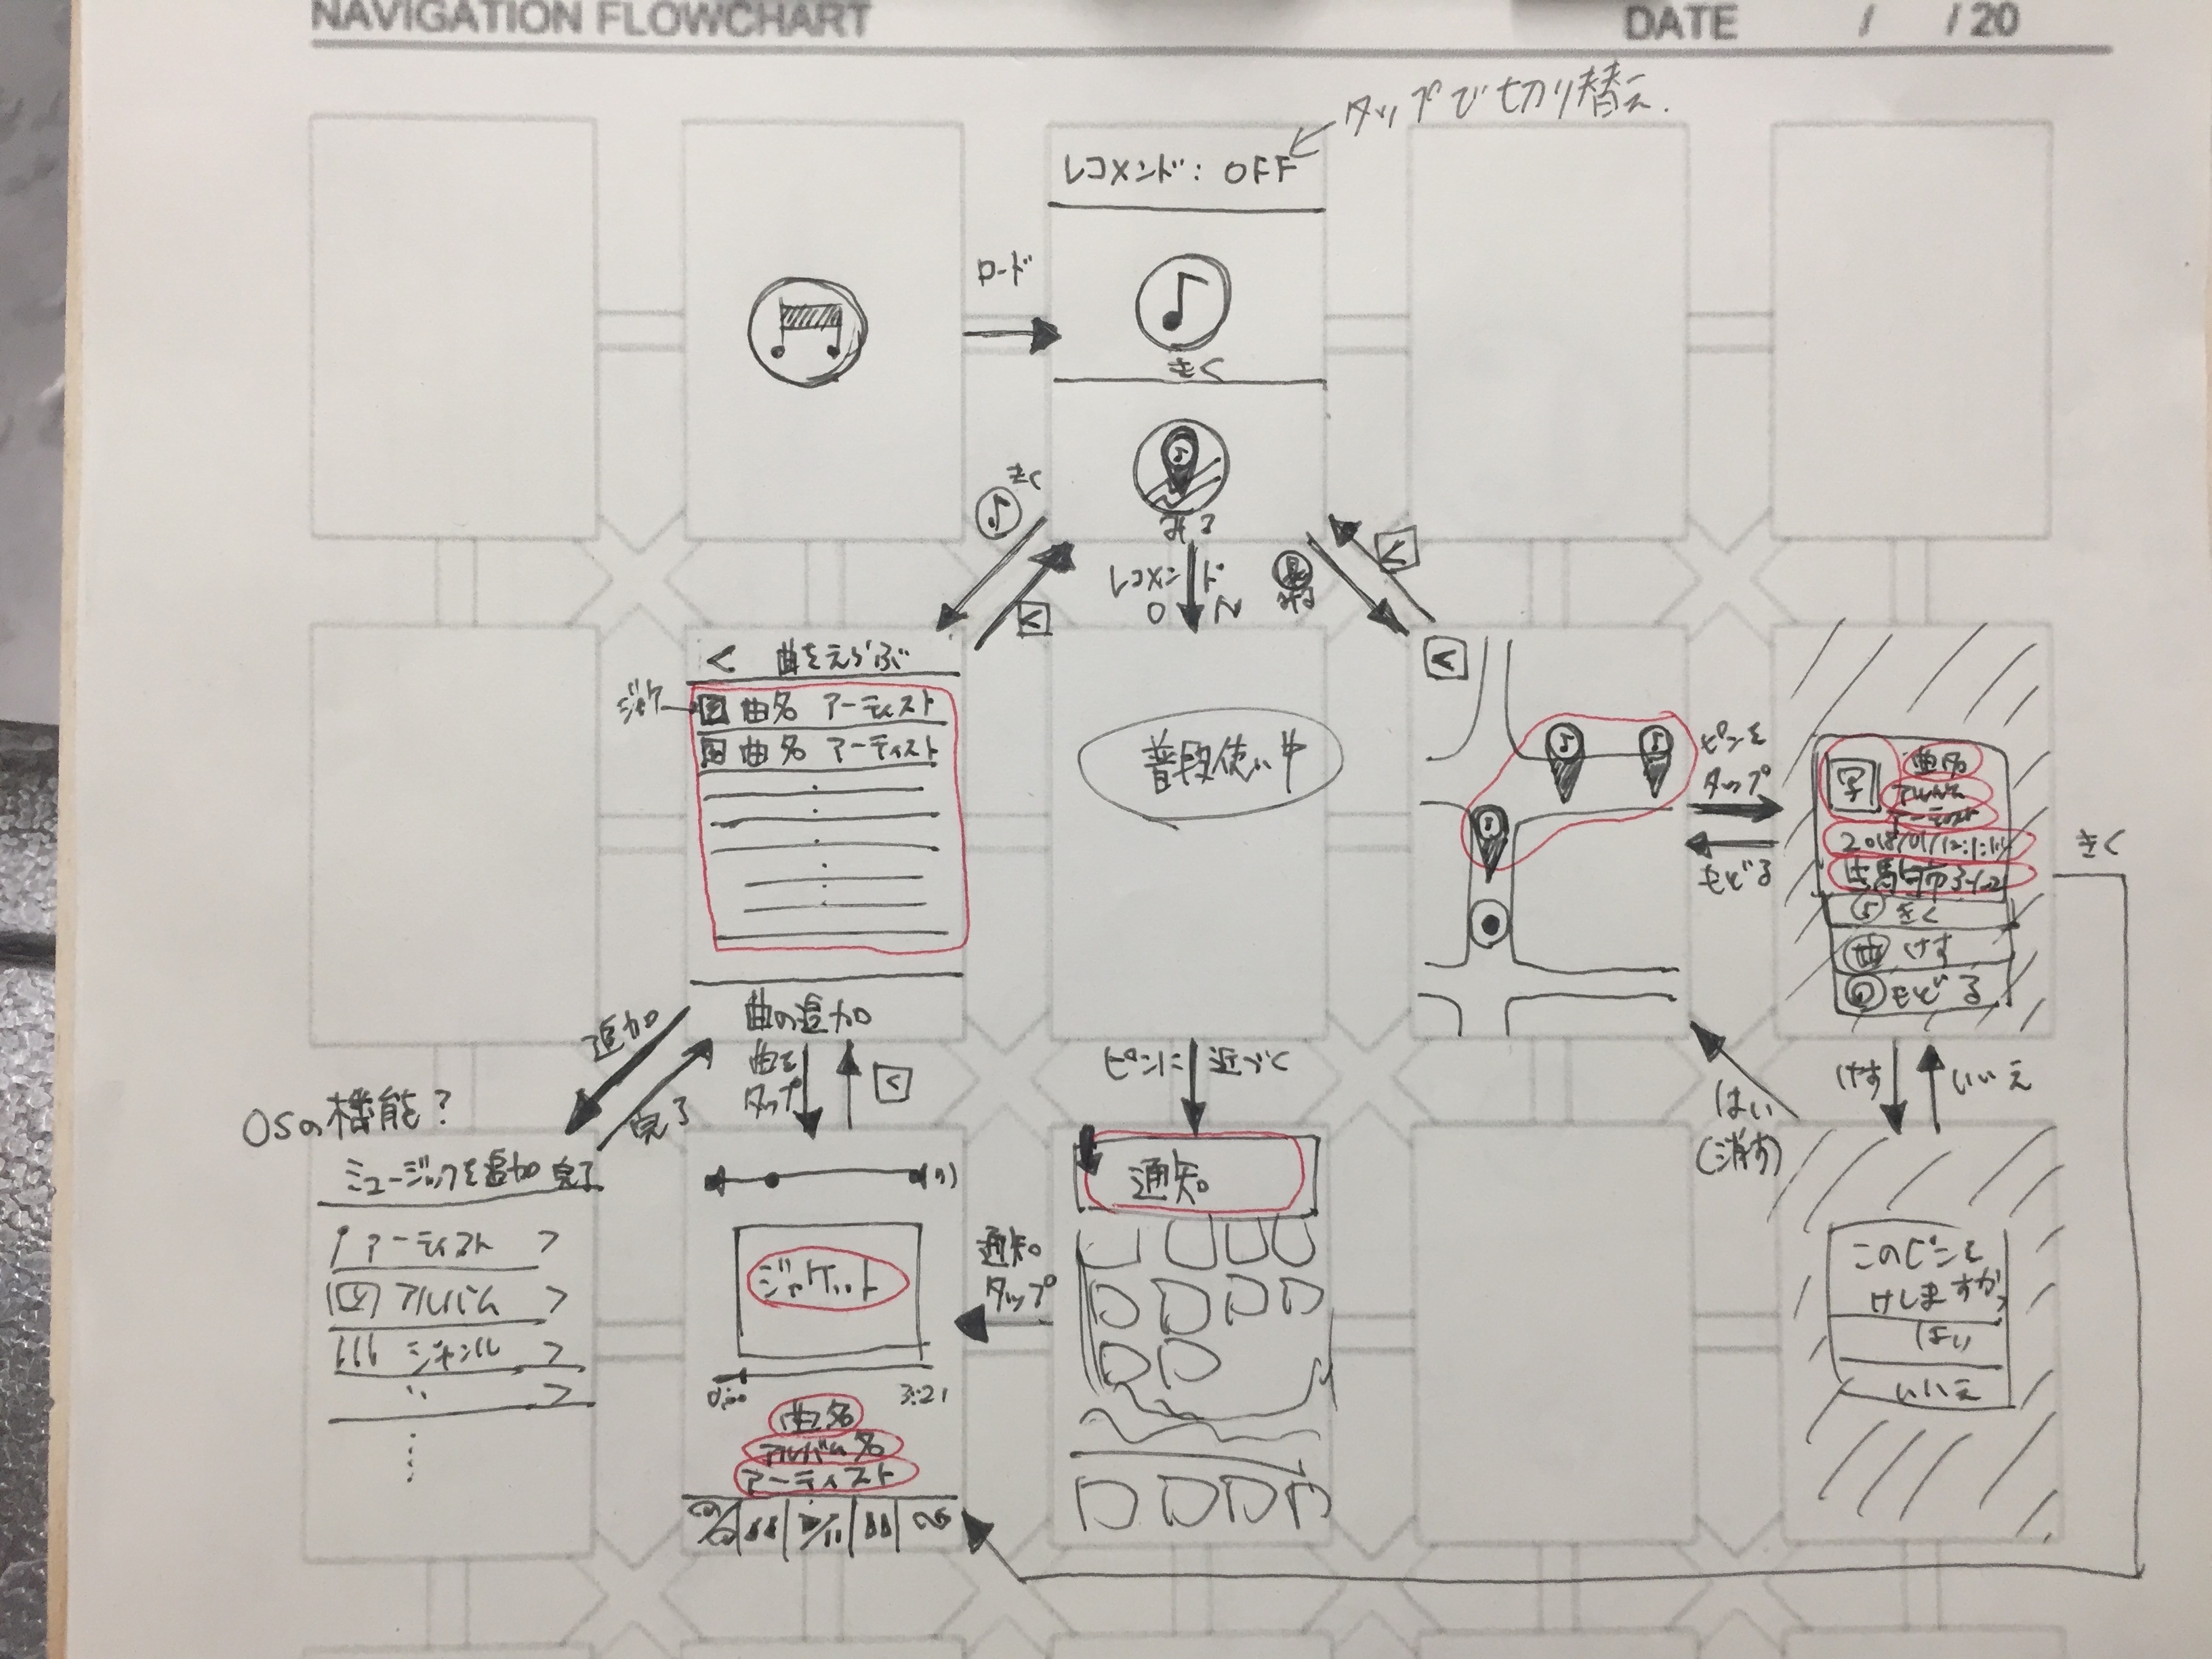 NAVIGATION FLOWCHART
DATE / /20
タップで切り替え.
レコメンド: OFF
ロード
きく
きく
みる
レコメンド
ON
みる
<
<
< 曲をえらぶ
ジャケ
曲名 アーティスト
曲名 アーティスト
曲の追加
普段使い中
<
ピンを
タップ
もどる
写
曲名
アルバム
アーティスト
きく
けす
もどる
きく
追加
完了
曲を
タップ
<
ピンに近づく
はい
(消す)
けす
いいえ
OSの機能?
ミュージックを追加 完了
アーティスト >
アルバム >
ジャンル >
>
ジャケット
0:00
3:21
曲名
アルバム名
アーティスト
通知
タップ
通知
このピンを
けしますか
はい
いいえ